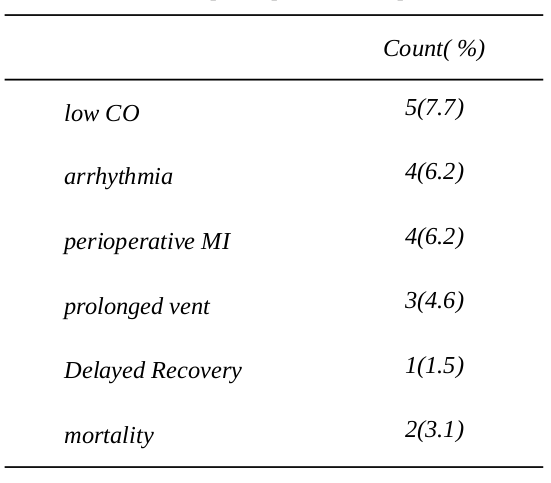 Count( %)
low CO 5(7.7)
arrhythmia 4(6.2)
perioperative MI 4(6.2)
prolonged vent 3(4.6)
Delayed Recovery 1(1.5)
mortality 2(3.1)